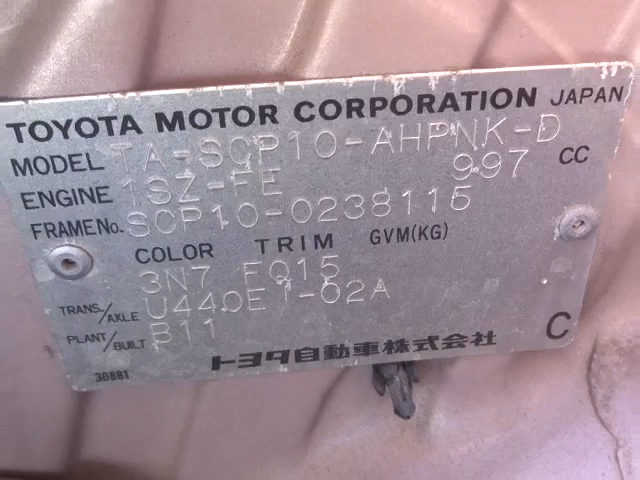 TOYOTA MOTOR CORPORATION JAPAN
MODEL TA-SCP10-AHPNK-D
ENGINE 1SZ-FE 997 CC
FRAME No. SCP10-0238115
COLOR TRIM GVM(KG)
3N7 FQ15
TRANS/AXLE U440E -02A
PLANT/BUILT B11
トヨタ自動車株式会社 C
30881